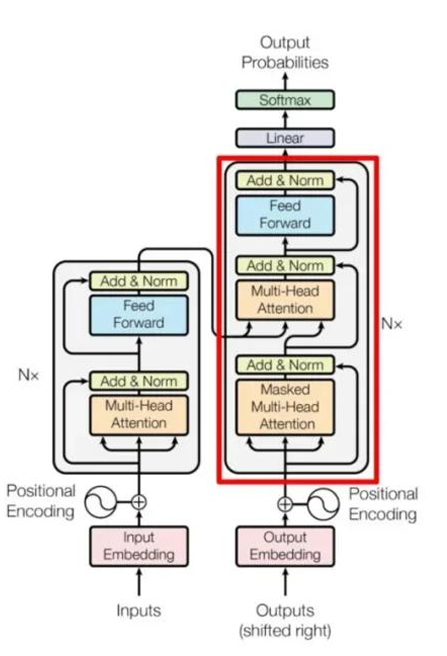 Output
Probabilities
Softmax
Linear
Add & Norm
Feed
Forward
Add & Norm
Multi-Head
Attention
Nx
Add & Norm
Masked
Multi-Head
Attention
Add & Norm
Feed
Forward
Nx
Add & Norm
Multi-Head
Attention
Positional
Encoding
Positional
Encoding
Input
Embedding
Output
Embedding
Inputs
Outputs
(shifted right)